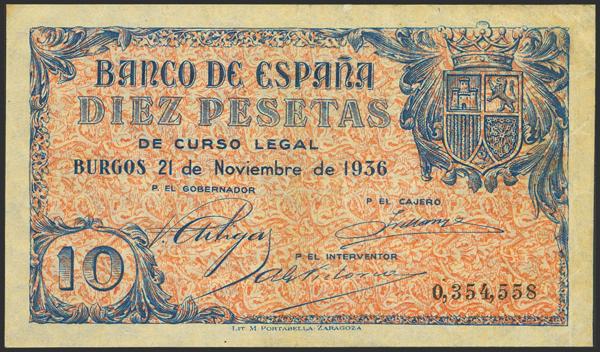 BANCO DE ESPAÑA
DIEZ PESETAS
DE CURSO LEGAL
BURGOS 21 de Noviembre de 1936
P. EL GOBERNADOR
P EL CAJERO
P EL INTERVENTOR
10
0,354,558
LIT. M PORTABELLA-ZARAGOZA